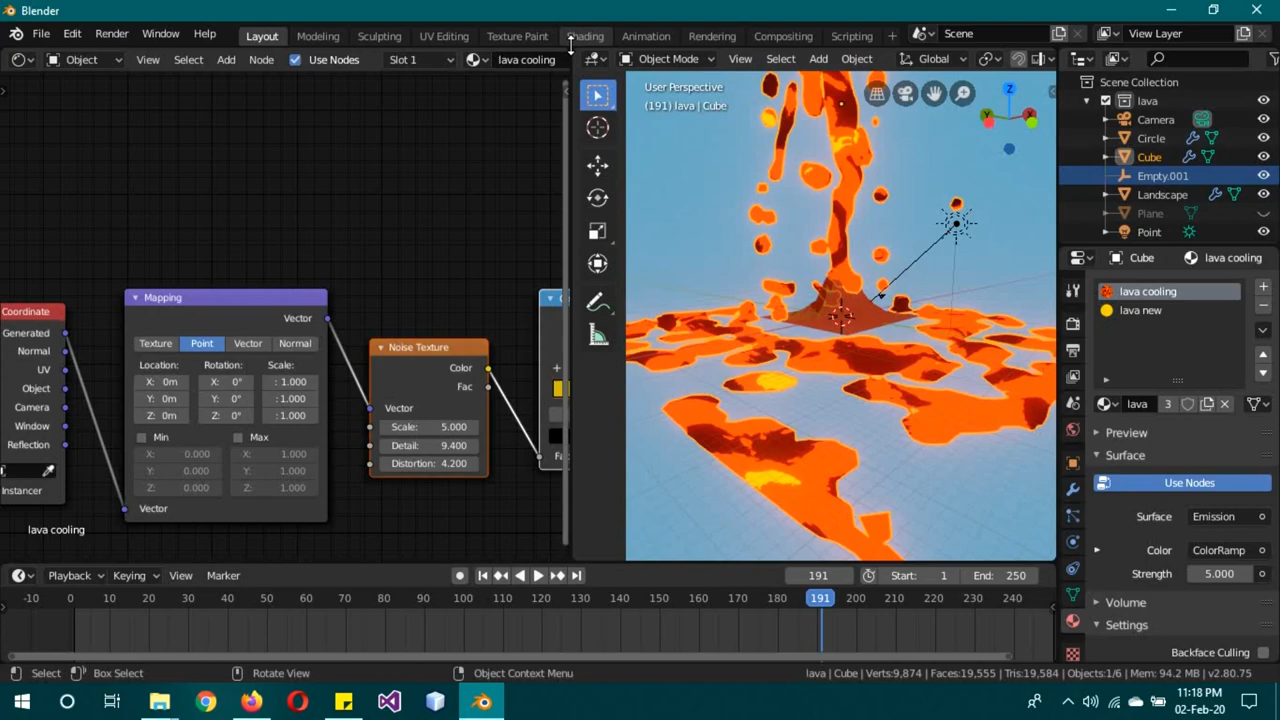 Blender
File Edit Render Window Help Layout Modeling Sculpting UV Editing Texture Paint Shading Animation Rendering Compositing Scripting + Scene View Layer
Object View Select Add Node Use Nodes Slot 1 lava cooling Object Mode View Select Add Object Global
User Perspective
(191) lava | Cube
Scene Collection
lava
Camera
Circle
Cube
Empty.001
Landscape
Plane
Point
Cube lava cooling
lava cooling
lava new
lava 3
Preview
Surface
Use Nodes
Surface Emission
Color ColorRamp
Strength 5.000
Volume
Settings
Backface Culling
Coordinate
Generated
Normal
UV
Object
Camera
Window
Reflection
Instancer
Mapping
Vector
Texture Point Vector Normal
Location: Rotation: Scale:
X: 0m X: 0° : 1.000
Y: 0m Y: 0° : 1.000
Z: 0m Z: 0° : 1.000
Min Max
X: 0.000 X: 1.000
Y: 0.000 Y: 1.000
Z: 0.000 Z: 1.000
Vector
Noise Texture
Color
Fac
Vector
Scale: 5.000
Detail: 9.400
Distortion: 4.200
lava cooling
Playback Keying View Marker 191 Start: 1 End: 250
-10 0 10 20 30 40 50 60 70 80 90 100 110 120 130 140 150 160 170 180 191 200 210 220 230 240
Select Box Select Rotate View Object Context Menu lava | Cube | Verts:9,874 | Faces:19,555 | Tris:19,584 | Objects:1/6 | Mem: 94.2 MB | v2.80.75
11:18 PM
02-Feb-20